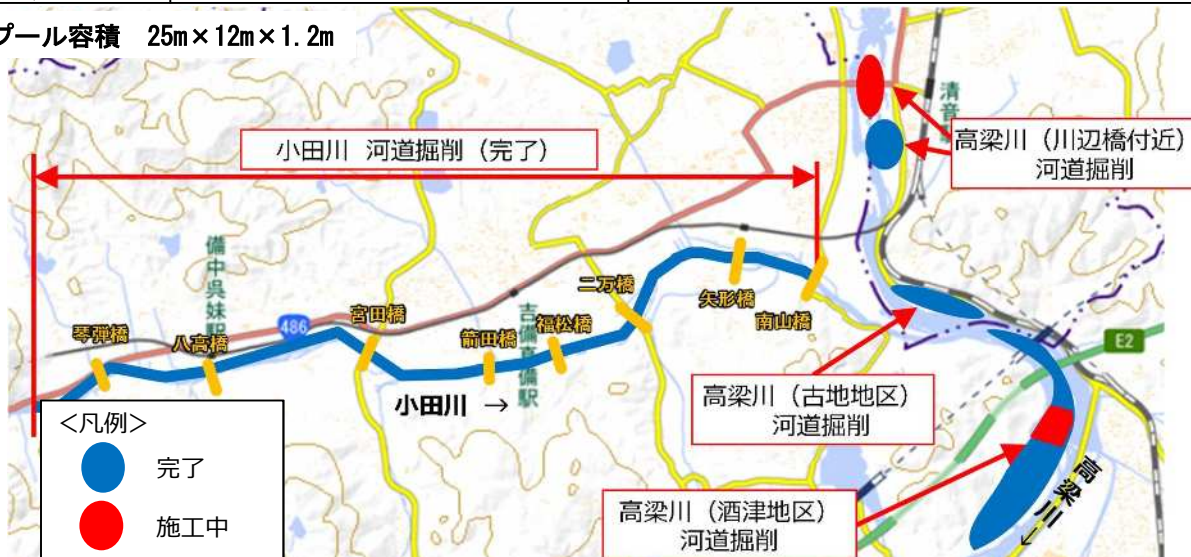 プール容積 25m×12m×1.2m
小田川 河道掘削（完了）
清音
高梁川（川辺橋付近）
河道掘削
備中呉妹駅
486
琴弾橋
八高橋
宮田橋
箭田橋
吉備真備駅
福松橋
二万橋
矢形橋
南山橋
E2
小田川 →
高梁川（古地地区）
河道掘削
＜凡例＞
完了
施工中
高梁川（酒津地区）
河道掘削
高梁川
→